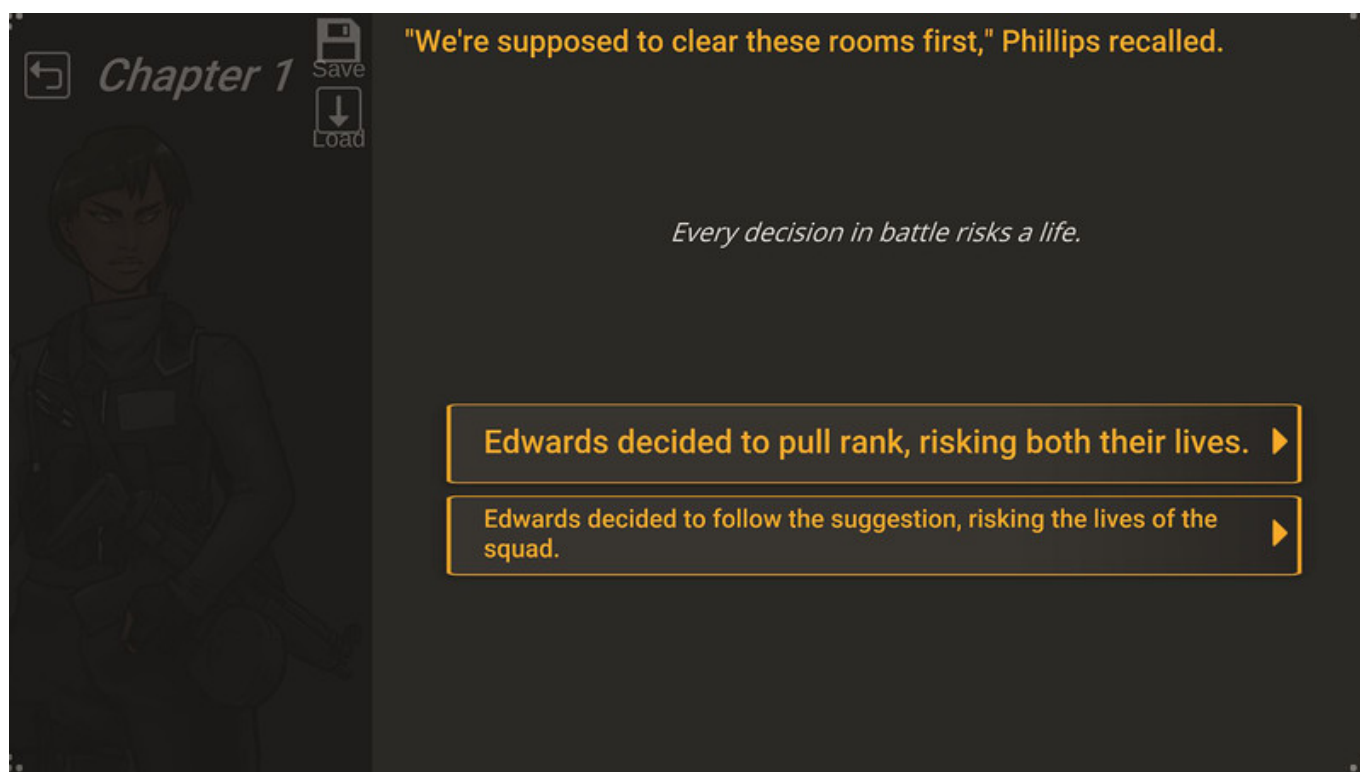 Chapter 1
Save
Load
"We're supposed to clear these rooms first," Phillips recalled.
Every decision in battle risks a life.
Edwards decided to pull rank, risking both their lives.
Edwards decided to follow the suggestion, risking the lives of the
squad.